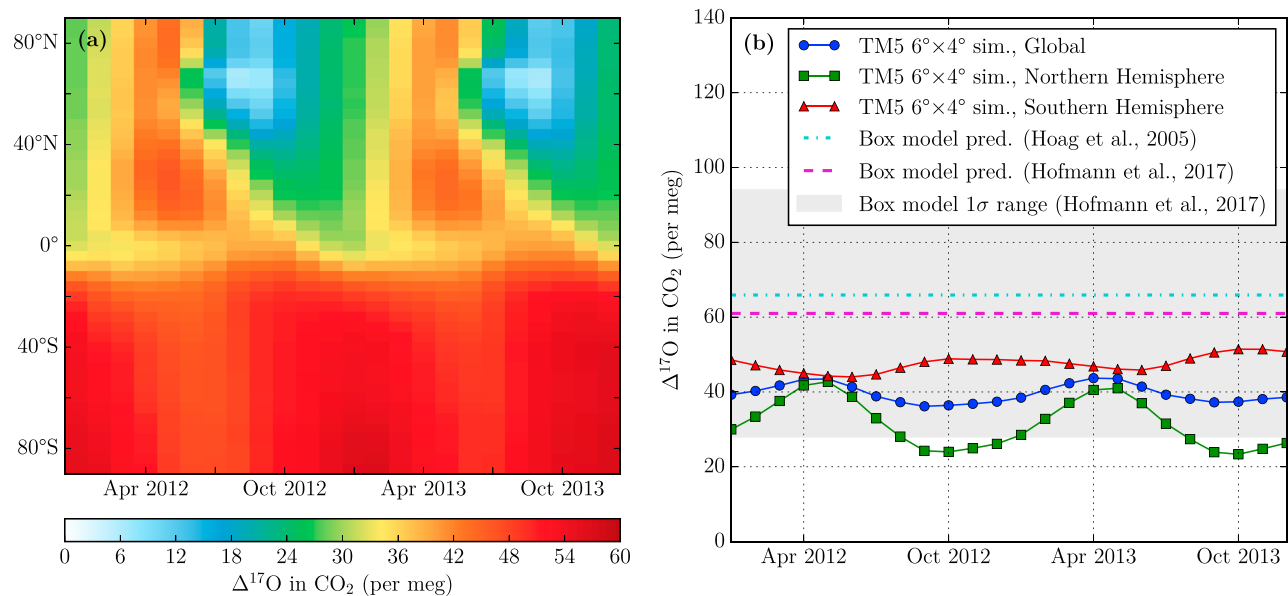 (a)
80°N
40°N
0°
40°S
80°S
Apr 2012 Oct 2012 Apr 2013 Oct 2013
0 6 12 18 24 30 36 42 48 54 60
Δ¹⁷O in CO₂ (per meg)
(b)
TM5 6°×4° sim., Global
TM5 6°×4° sim., Northern Hemisphere
TM5 6°×4° sim., Southern Hemisphere
Box model pred. (Hoag et al., 2005)
Box model pred. (Hofmann et al., 2017)
Box model 1σ range (Hofmann et al., 2017)
Δ¹⁷O in CO₂ (per meg)
140
120
100
80
60
40
20
0
Apr 2012 Oct 2012 Apr 2013 Oct 2013